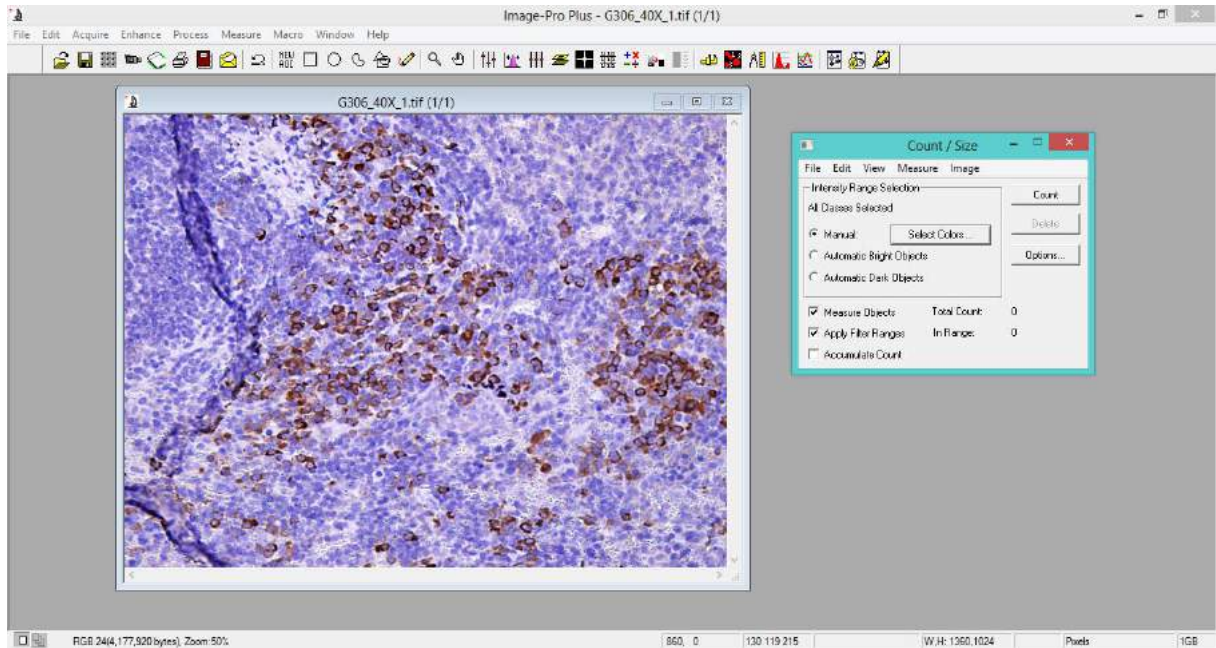 Image-Pro Plus - G306_40X_1.tif (1/1)
File Edit Acquire Enhance Process Measure Macro Window Help
NEW AOI
G306_40X_1.tif (1/1)
Count / Size
File Edit View Measure Image
Intensity Range Selection
All Classes Selected
Manual: Select Colors...
Automatic Bright Objects
Automatic Dark Objects
Count
Delete
Options...
Measure Objects Total Count: 0
Apply Filter Ranges In Range: 0
Accumulate Count
RGB 24(4,177,920 bytes), Zoom:50% 860, 0 130 119 215 W,H: 1360,1024 Pixels 1GB